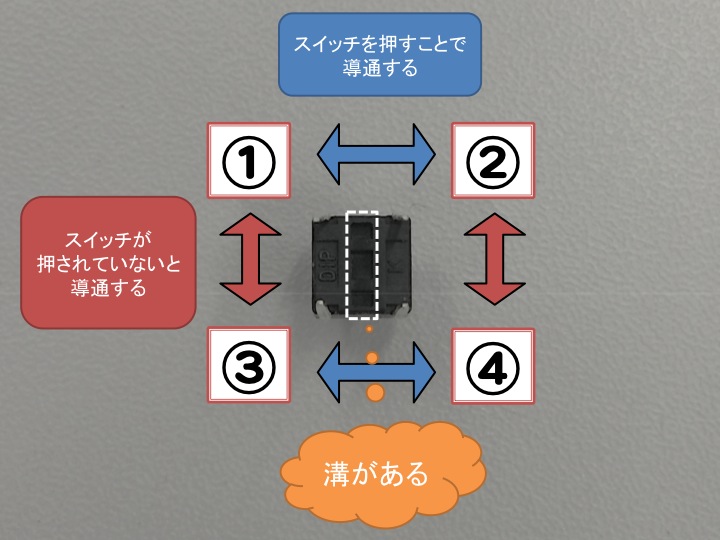 スイッチを押すことで
導通する
①
②
スイッチが
押されていないと
導通する
DIP
③
④
溝がある